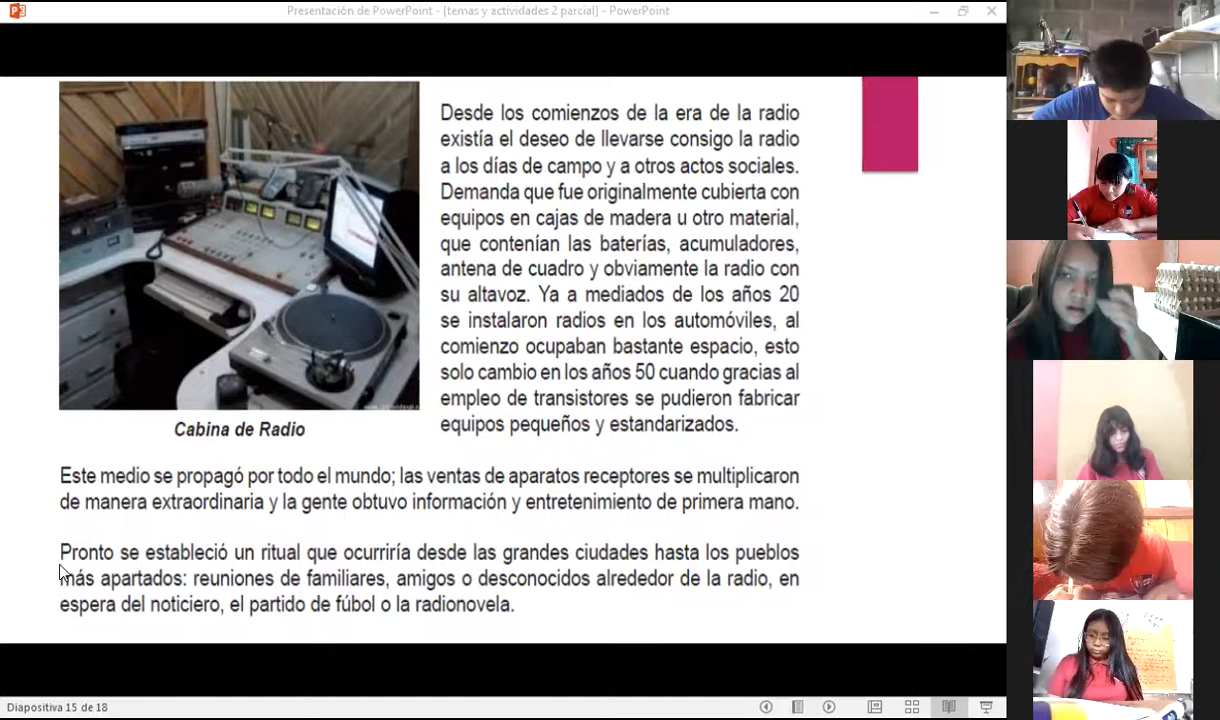 Presentación de PowerPoint - [temas y actividades 2 parcial] - PowerPoint
Desde los comienzos de la era de la radio
existía el deseo de llevarse consigo la radio
a los días de campo y a otros actos sociales.
Demanda que fue originalmente cubierta con
equipos en cajas de madera u otro material,
que contenían las baterías, acumuladores,
antena de cuadro y obviamente la radio con
su altavoz. Ya a mediados de los años 20
se instalaron radios en los automóviles, al
comienzo ocupaban bastante espacio, esto
solo cambio en los años 50 cuando gracias al
empleo de transistores se pudieron fabricar
equipos pequeños y estandarizados.
Cabina de Radio
Este medio se propagó por todo el mundo; las ventas de aparatos receptores se multiplicaron
de manera extraordinaria y la gente obtuvo información y entretenimiento de primera mano.
Pronto se estableció un ritual que ocurriría desde las grandes ciudades hasta los pueblos
más apartados: reuniones de familiares, amigos o desconocidos alrededor de la radio, en
espera del noticiero, el partido de fúbol o la radionovela.
Diapositiva 15 de 18